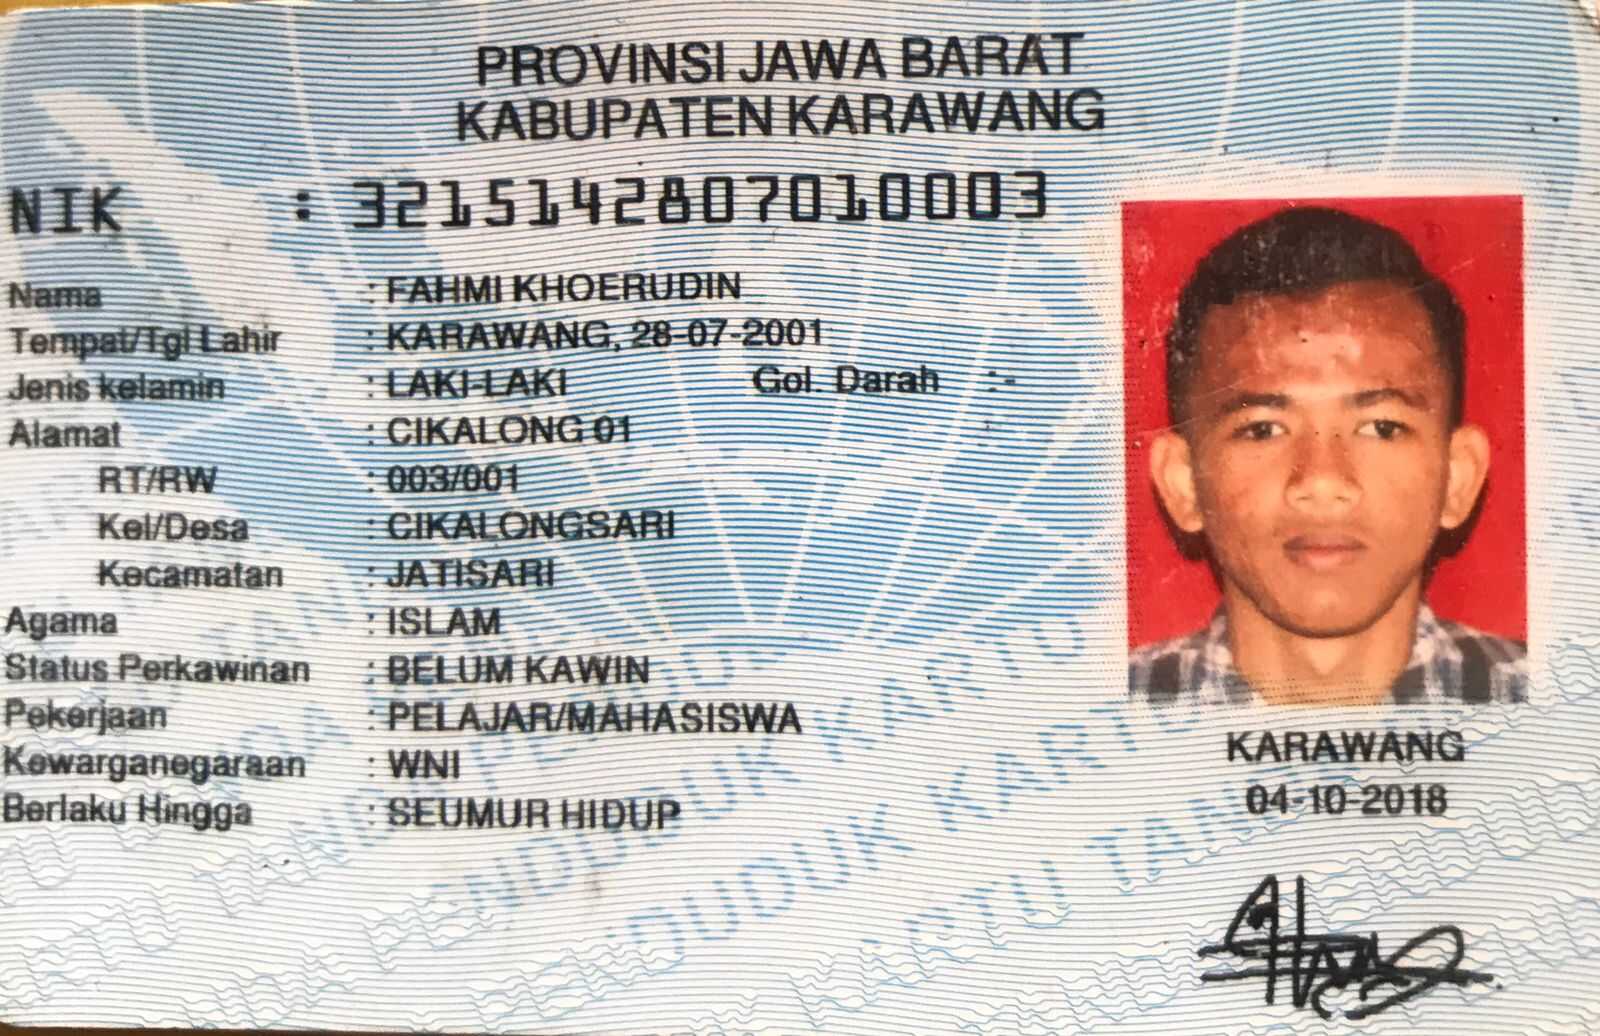 PROVINSI JAWA BARAT
KABUPATEN KARAWANG
NIK : 3215142807010003
Nama : FAHMI KHOERUDIN
Tempat/Tgl Lahir : KARAWANG, 28-07-2001
Jenis kelamin : LAKI-LAKI Gol. Darah :-
Alamat : CIKALONG 01
RT/RW : 003/001
Kel/Desa : CIKALONGSARI
Kecamatan : JATISARI
Agama : ISLAM
Status Perkawinan : BELUM KAWIN
Pekerjaan : PELAJAR/MAHASISWA
Kewarganegaraan : WNI
Berlaku Hingga : SEUMUR HIDUP
KARAWANG
04-10-2018